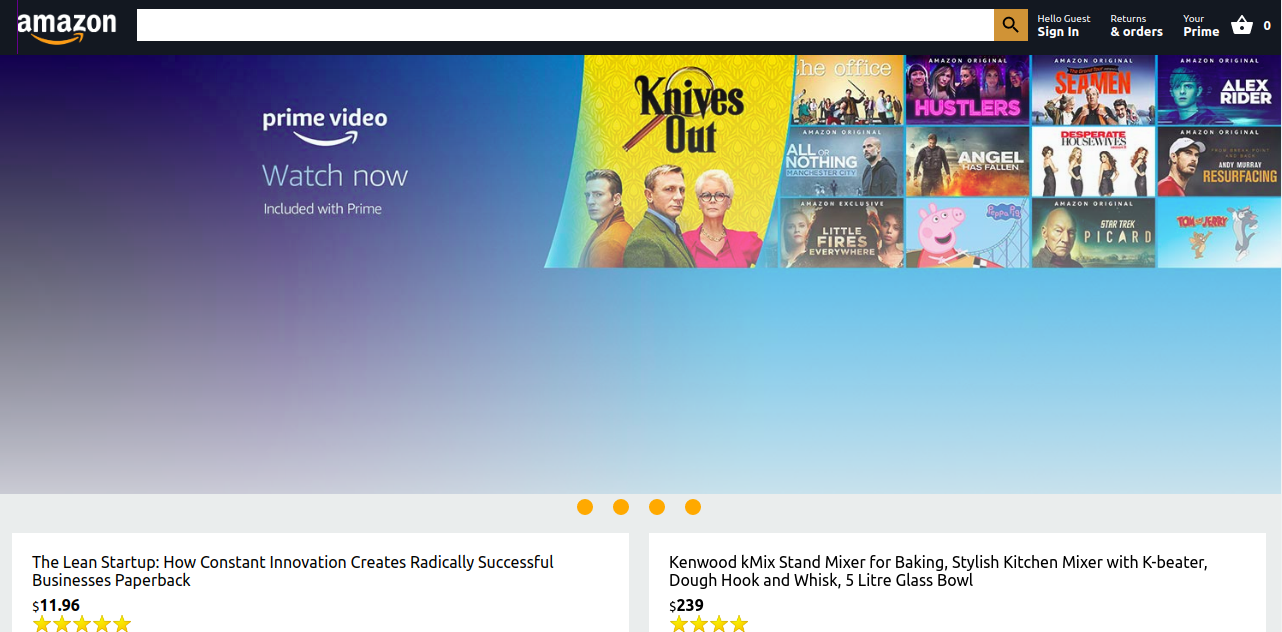 amazon
Hello Guest
Sign In
Returns
& orders
Your
Prime
0
prime video
Watch now
Included with Prime
Knives
Out
he office
AMAZON ORIGINAL
HUSTLERS
AMAZON ORIGINAL
The Grand Tour
SEAMEN
AMAZON ORIGINAL
ALEX
RIDER
AMAZON ORIGINAL
ALL OR
NOTHING
MANCHESTER CITY
ANGEL
HAS FALLEN
DESPERATE
HOUSEWIVES
AMAZON ORIGINAL
ANDY MURRAY
RESURFACING
AMAZON EXCLUSIVE
LITTLE
FIRES
EVERYWHERE
Peppa Pig
AMAZON ORIGINAL
STAR TREK
PICARD
TOM and JERRY
The Lean Startup: How Constant Innovation Creates Radically Successful
Businesses Paperback
$11.96
Kenwood kMix Stand Mixer for Baking, Stylish Kitchen Mixer with K-beater,
Dough Hook and Whisk, 5 Litre Glass Bowl
$239